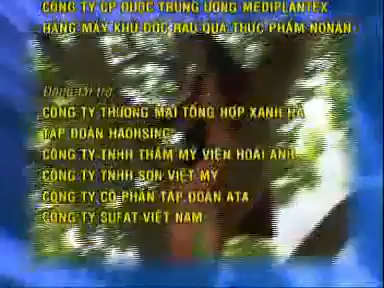 CÔNG TY CP DƯỢC TRUNG ƯƠNG MEDIPLANTEX
HÃNG MÁY KHỬ ĐỘC RAU QUẢ THỰC PHẨM NONAN
Đồng tài trợ
CÔNG TY THƯƠNG MẠI TỔNG HỢP XANH HÀ
TẬP ĐOÀN HAOHSING
CÔNG TY TNHH THẨM MỸ VIỆN HOÀI ANH
CÔNG TY TNHH SƠN VIỆT MỸ
CÔNG TY CỔ PHẦN TẬP ĐOÀN ATA
CÔNG TY SUFAT VIỆT NAM